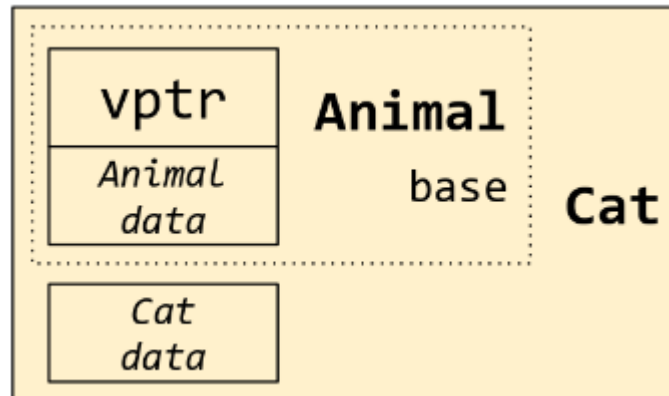 vptr
Animal
data
Animal
base
Cat
Cat
data